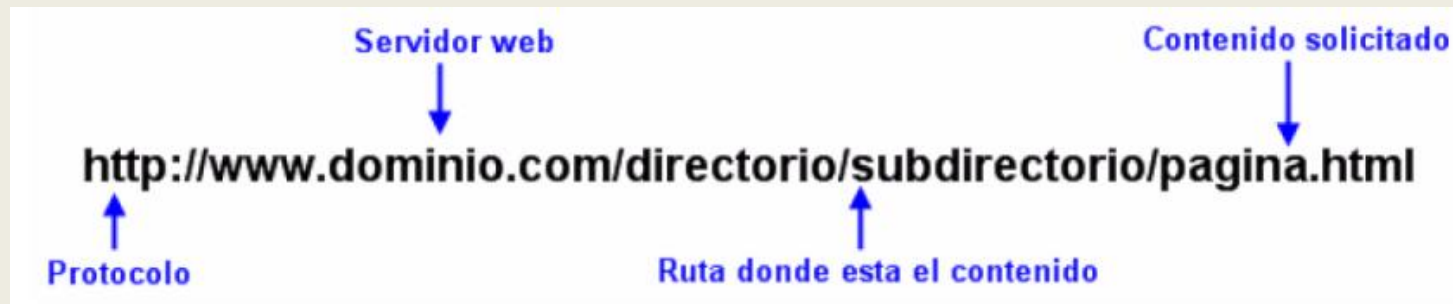 Servidor web
Contenido solicitado
http://www.dominio.com/directorio/subdirectorio/pagina.html
Protocolo
Ruta donde esta el contenido